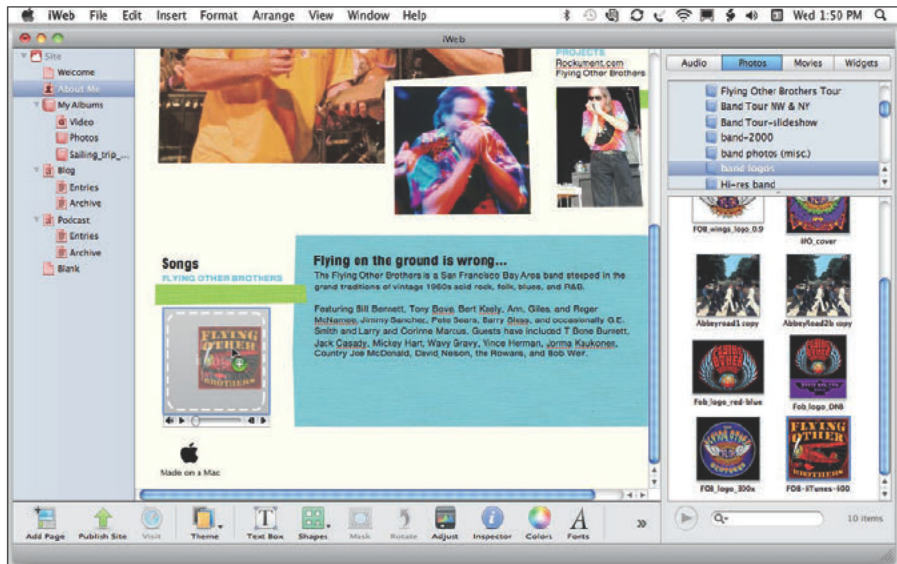 iWeb File Edit Insert Format Arrange View Window Help Wed 1:50 PM
iWeb
Site
Welcome
About Me
My Albums
Video
Photos
Sailing_trip_...
Blog
Entries
Archive
Podcast
Entries
Archive
Blank
PROJECTS
Rockument.com
Flying Other Brothers
Songs
FLYING OTHER BROTHERS
FLYING
OTHER
BROTHERS
Made on a Mac
Flying on the ground is wrong...
The Flying Other Brothers is a San Francisco Bay Area band steeped in the
grand traditions of vintage 1960s acid rock, folk, blues, and R&B.
Featuring Bill Bennett, Tony Bove, Bert Keely, Ann, Giles, and Roger
McNamee, Jimmy Sanchez, Pete Sears, Barry Sless, and occasionally G.E.
Smith and Larry and Corinne Marcus. Guests have included T Bone Burnett,
Jack Casady, Mickey Hart, Wavy Gravy, Vince Herman, Jorma Kaukonen,
Country Joe McDonald, David Nelson, the Rowans, and Bob Weir.
Audio Photos Movies Widgets
Flying Other Brothers Tour
Band Tour NW & NY
Band Tour-slideshow
band-2000
band photos (misc.)
band logos
Hi-res band
FOB_wings_logo_0.9
Abbeyroad1 copy AbbeyRoad2b copy
Fob_logo_red-blue Fob_logo_DNB
FLYING
OTHER
BROTHERS
FOB_logo_300x FOB-iTunes-600
10 items
Add Page Publish Site Visit Theme Text Box Shapes Mask Rotate Adjust Inspector Colors Fonts